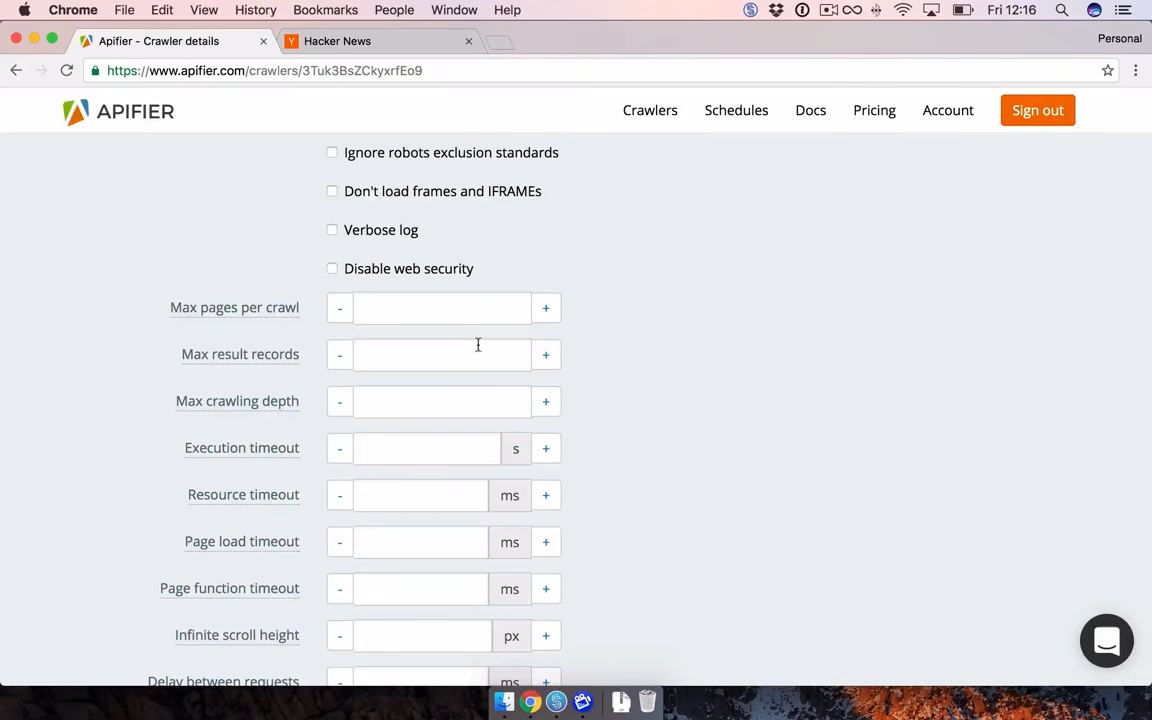 Chrome File Edit View History Bookmarks People Window Help Fri 12:16
Apifier - Crawler details Hacker News Personal
https://www.apifier.com/crawlers/3Tuk3BsZCkyxrfEo9
APIFIER Crawlers Schedules Docs Pricing Account Sign out
Ignore robots exclusion standards
Don't load frames and IFRAMEs
Verbose log
Disable web security
Max pages per crawl - +
Max result records - +
Max crawling depth - +
Execution timeout - s +
Resource timeout - ms +
Page load timeout - ms +
Page function timeout - ms +
Infinite scroll height - px +
Delay between requests ms